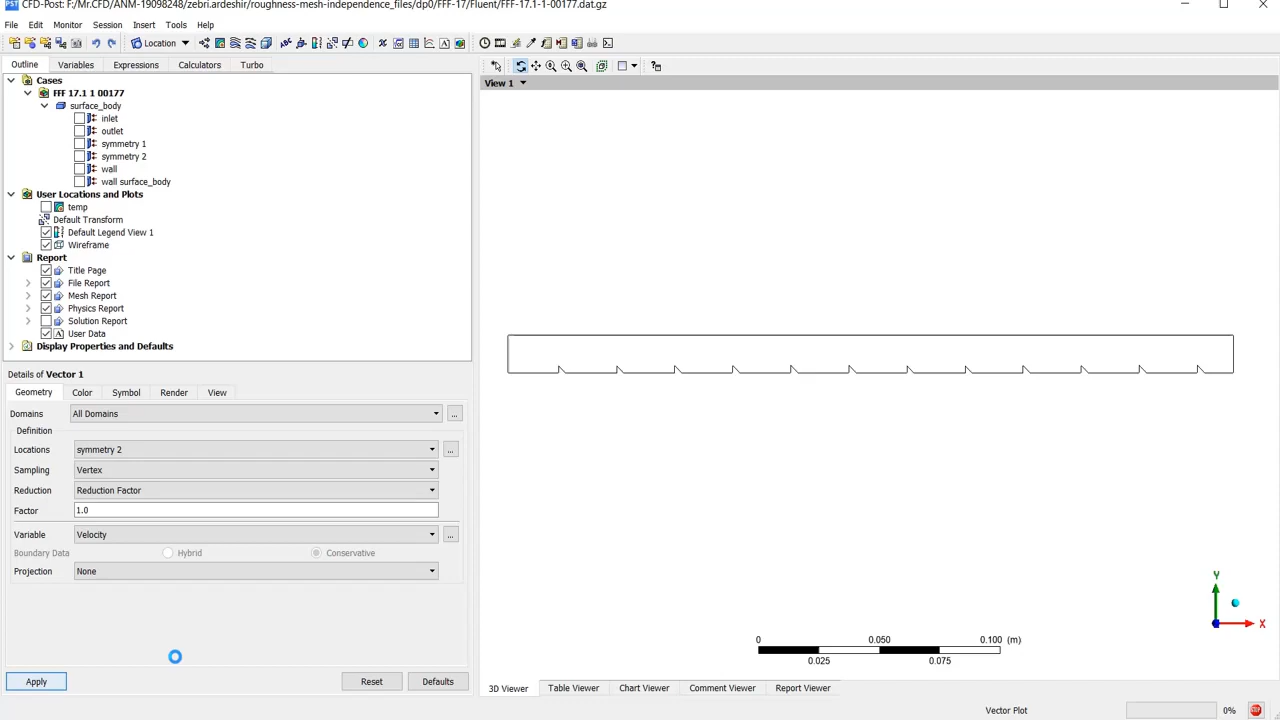 CFD-Post: F:/Mr.CFD/ANM-19098248/zebri.ardeshir/roughness-mesh-independence_files/dp0/FFF-17/Fluent/FFF-17.1-1-00177.dat.gz
File Edit Monitor Session Insert Tools Help
Location
Outline Variables Expressions Calculators Turbo
Cases
FFF 17.1 1 00177
surface_body
inlet
outlet
symmetry 1
symmetry 2
wall
wall surface_body
User Locations and Plots
temp
Default Transform
Default Legend View 1
Wireframe
Report
Title Page
File Report
Mesh Report
Physics Report
Solution Report
User Data
Display Properties and Defaults
Details of Vector 1
Geometry Color Symbol Render View
Domains All Domains ...
Definition
Locations symmetry 2 ...
Sampling Vertex
Reduction Reduction Factor
Factor 1.0
Variable Velocity ...
Boundary Data Hybrid Conservative
Projection None
Apply Reset Defaults
View 1
Y
X
0 0.050 0.100 (m)
0.025 0.075
3D Viewer Table Viewer Chart Viewer Comment Viewer Report Viewer
Vector Plot 0%